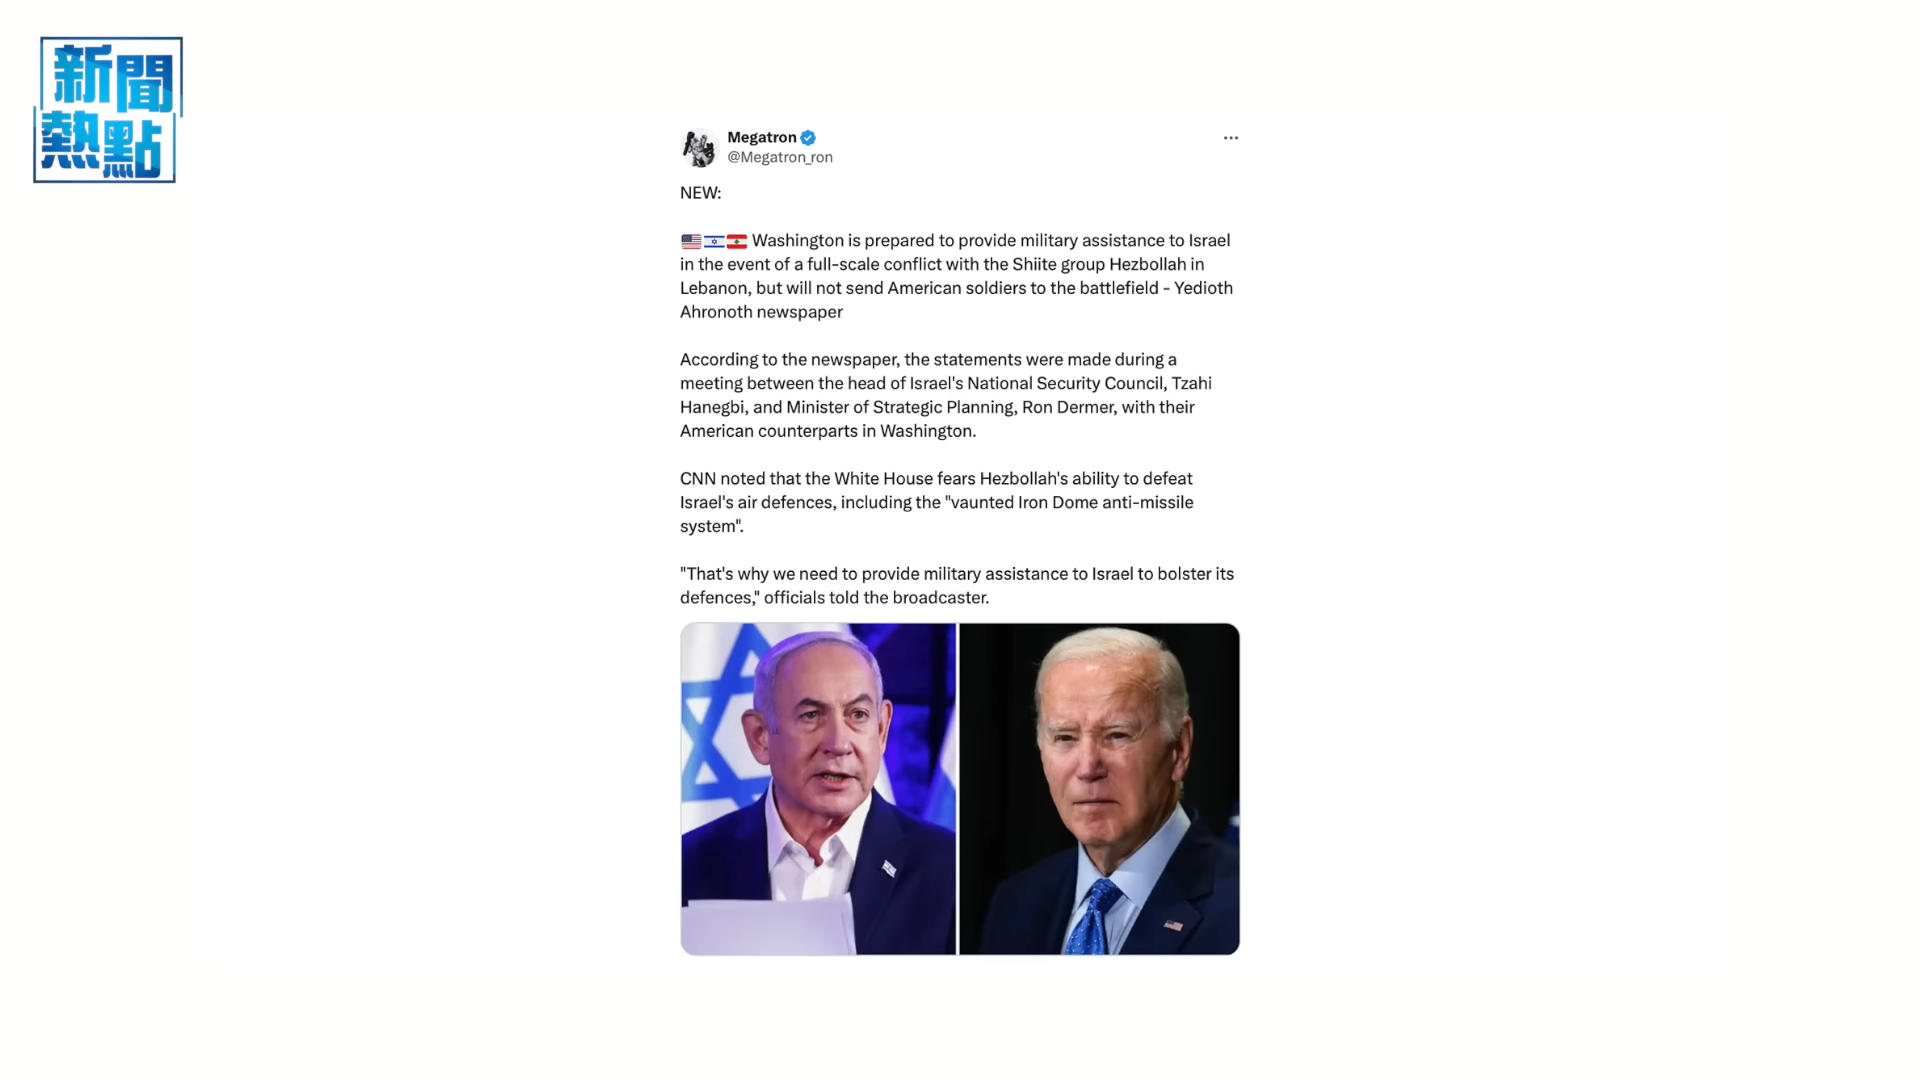 新聞
熱點
Megatron
@Megatron_ron
NEW:
Washington is prepared to provide military assistance to Israel
in the event of a full-scale conflict with the Shiite group Hezbollah in
Lebanon, but will not send American soldiers to the battlefield - Yedioth
Ahronoth newspaper
According to the newspaper, the statements were made during a
meeting between the head of Israel's National Security Council, Tzahi
Hanegbi, and Minister of Strategic Planning, Ron Dermer, with their
American counterparts in Washington.
CNN noted that the White House fears Hezbollah's ability to defeat
Israel's air defences, including the "vaunted Iron Dome anti-missile
system".
"That's why we need to provide military assistance to Israel to bolster its
defences," officials told the broadcaster.